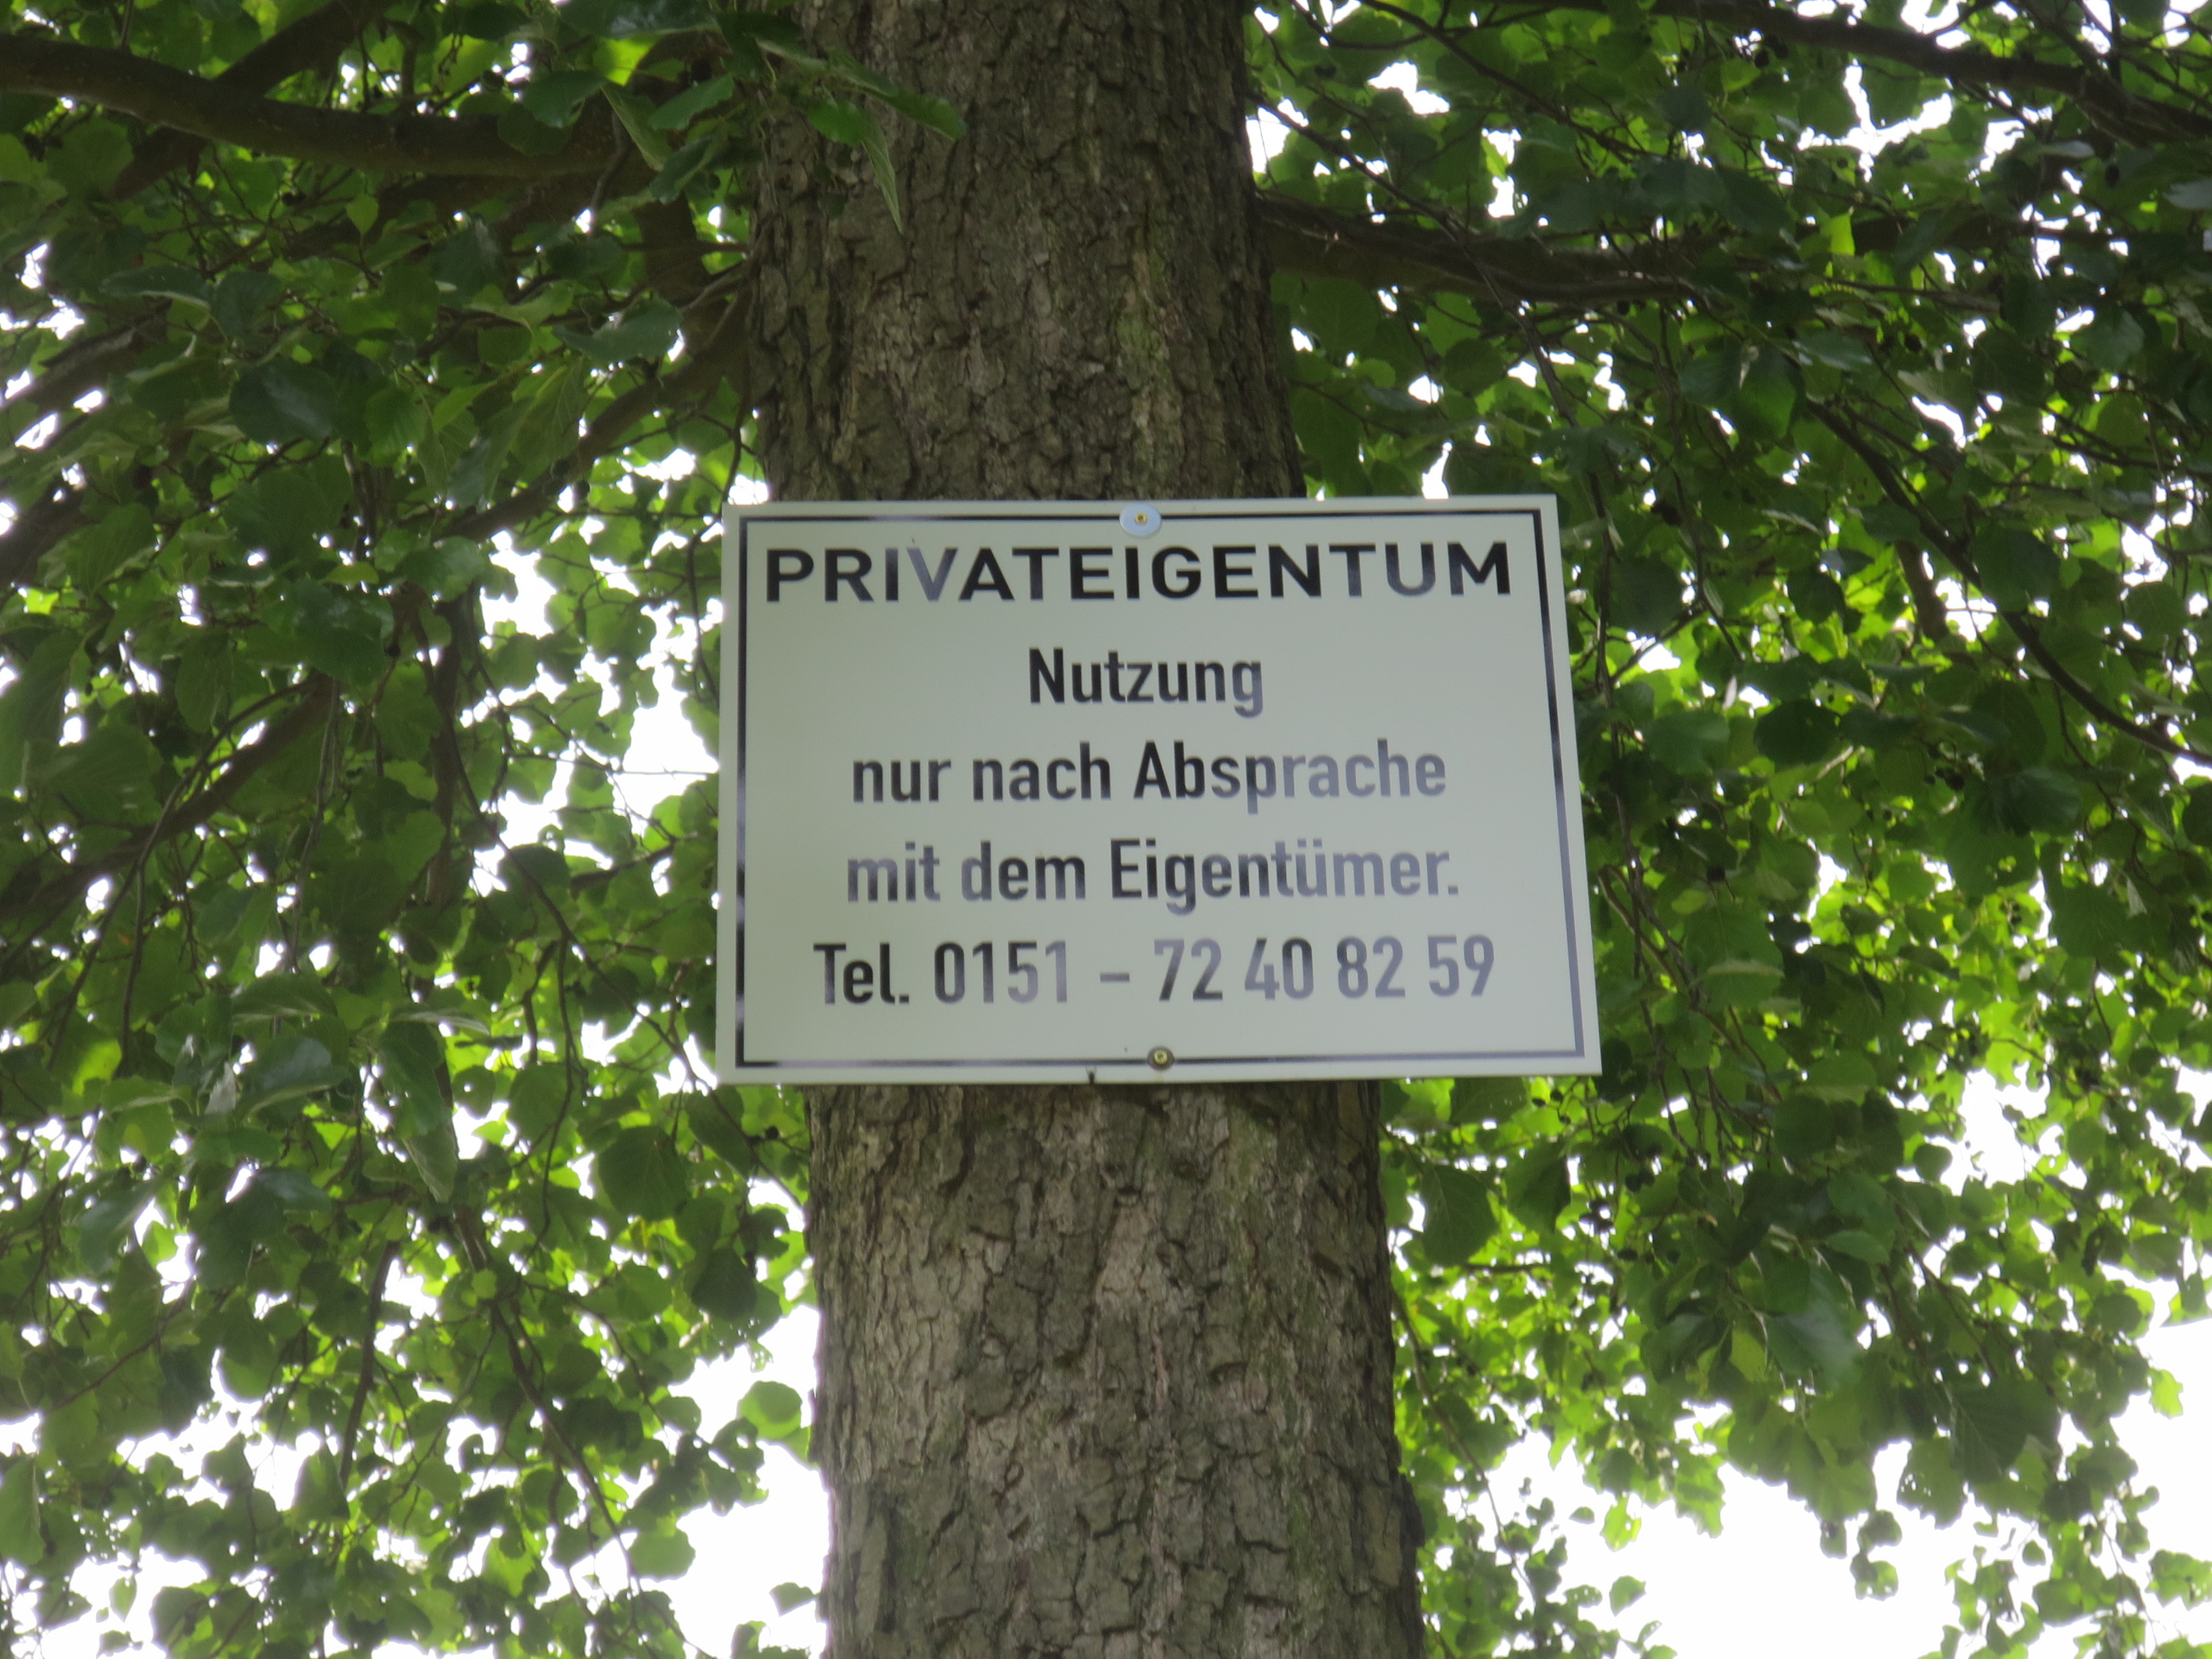 PRIVATEIGENTUM
Nutzung
nur nach Absprache
mit dem Eigentümer.
Tel. 0151 – 72 40 82 59